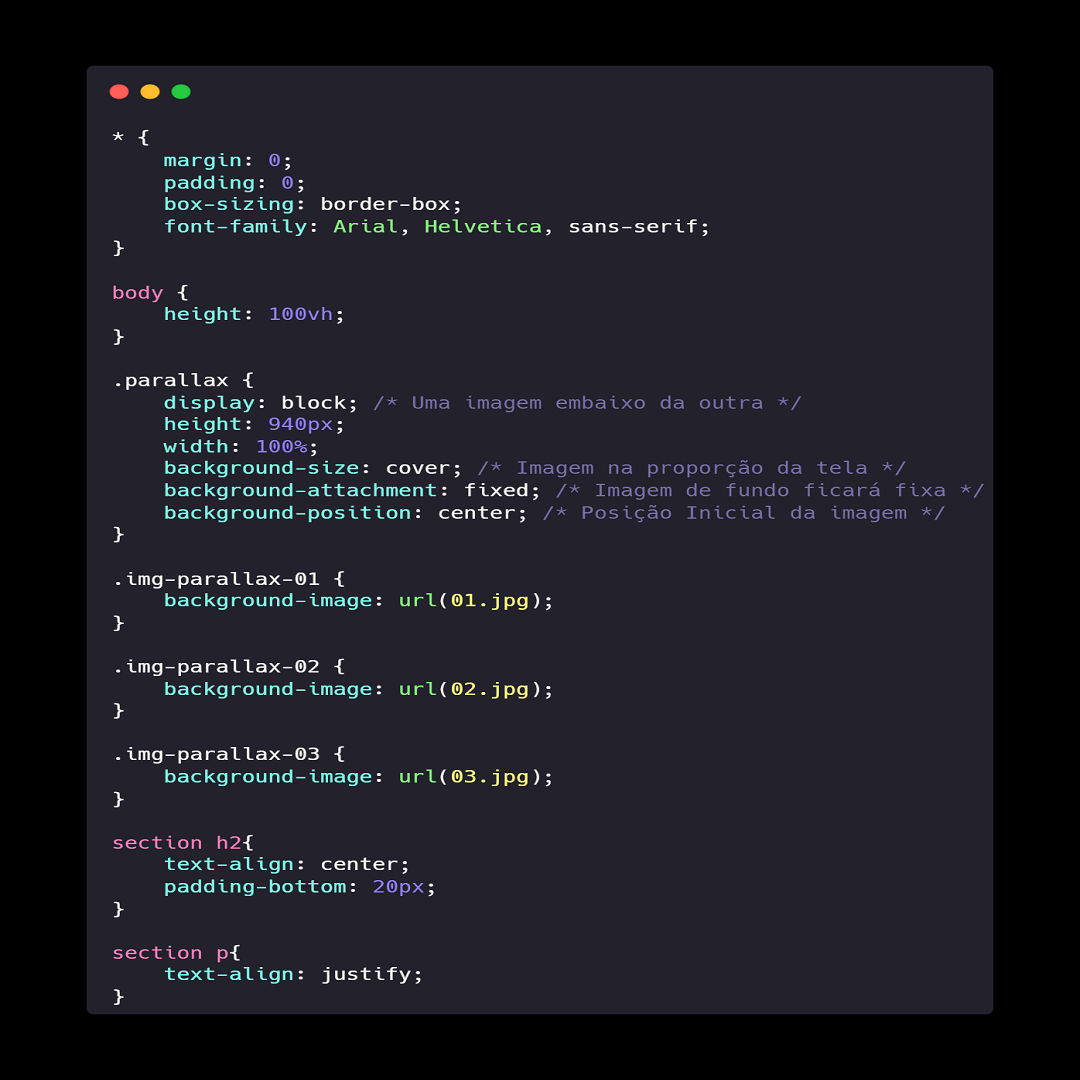 * {
    margin: 0;
    padding: 0;
    box-sizing: border-box;
    font-family: Arial, Helvetica, sans-serif;
}

body {
    height: 100vh;
}

.parallax {
    display: block; /* Uma imagem embaixo da outra */
    height: 940px;
    width: 100%;
    background-size: cover; /* Imagem na proporção da tela */
    background-attachment: fixed; /* Imagem de fundo ficará fixa */
    background-position: center; /* Posição Inicial da imagem */
}

.img-parallax-01 {
    background-image: url(01.jpg);
}

.img-parallax-02 {
    background-image: url(02.jpg);
}

.img-parallax-03 {
    background-image: url(03.jpg);
}

section h2{
    text-align: center;
    padding-bottom: 20px;
}

section p{
    text-align: justify;
}